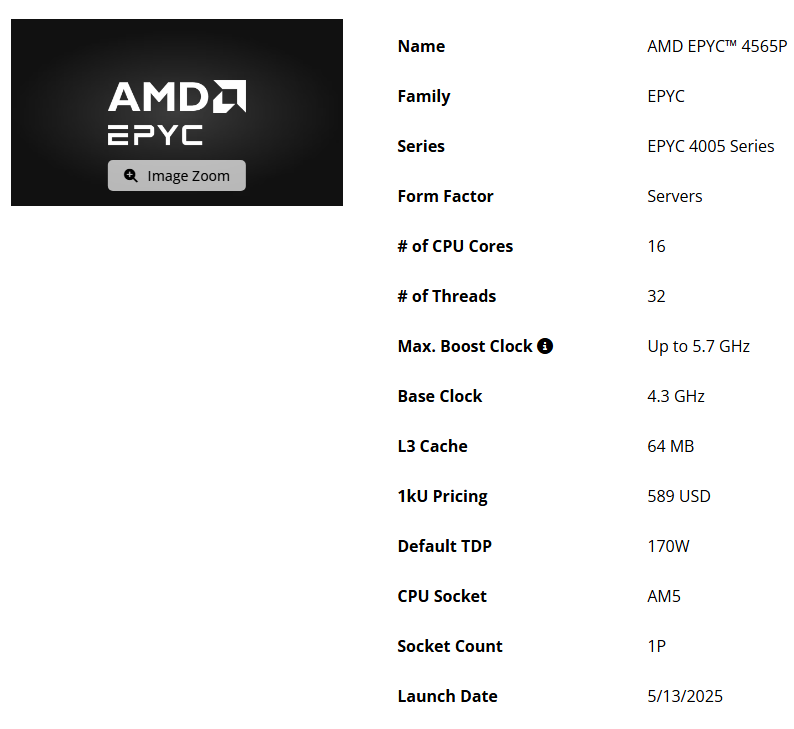 AMD
EPYC
Image Zoom
Name AMD EPYC™ 4565P
Family EPYC
Series EPYC 4005 Series
Form Factor Servers
# of CPU Cores 16
# of Threads 32
Max. Boost Clock Up to 5.7 GHz
Base Clock 4.3 GHz
L3 Cache 64 MB
1kU Pricing 589 USD
Default TDP 170W
CPU Socket AM5
Socket Count 1P
Launch Date 5/13/2025